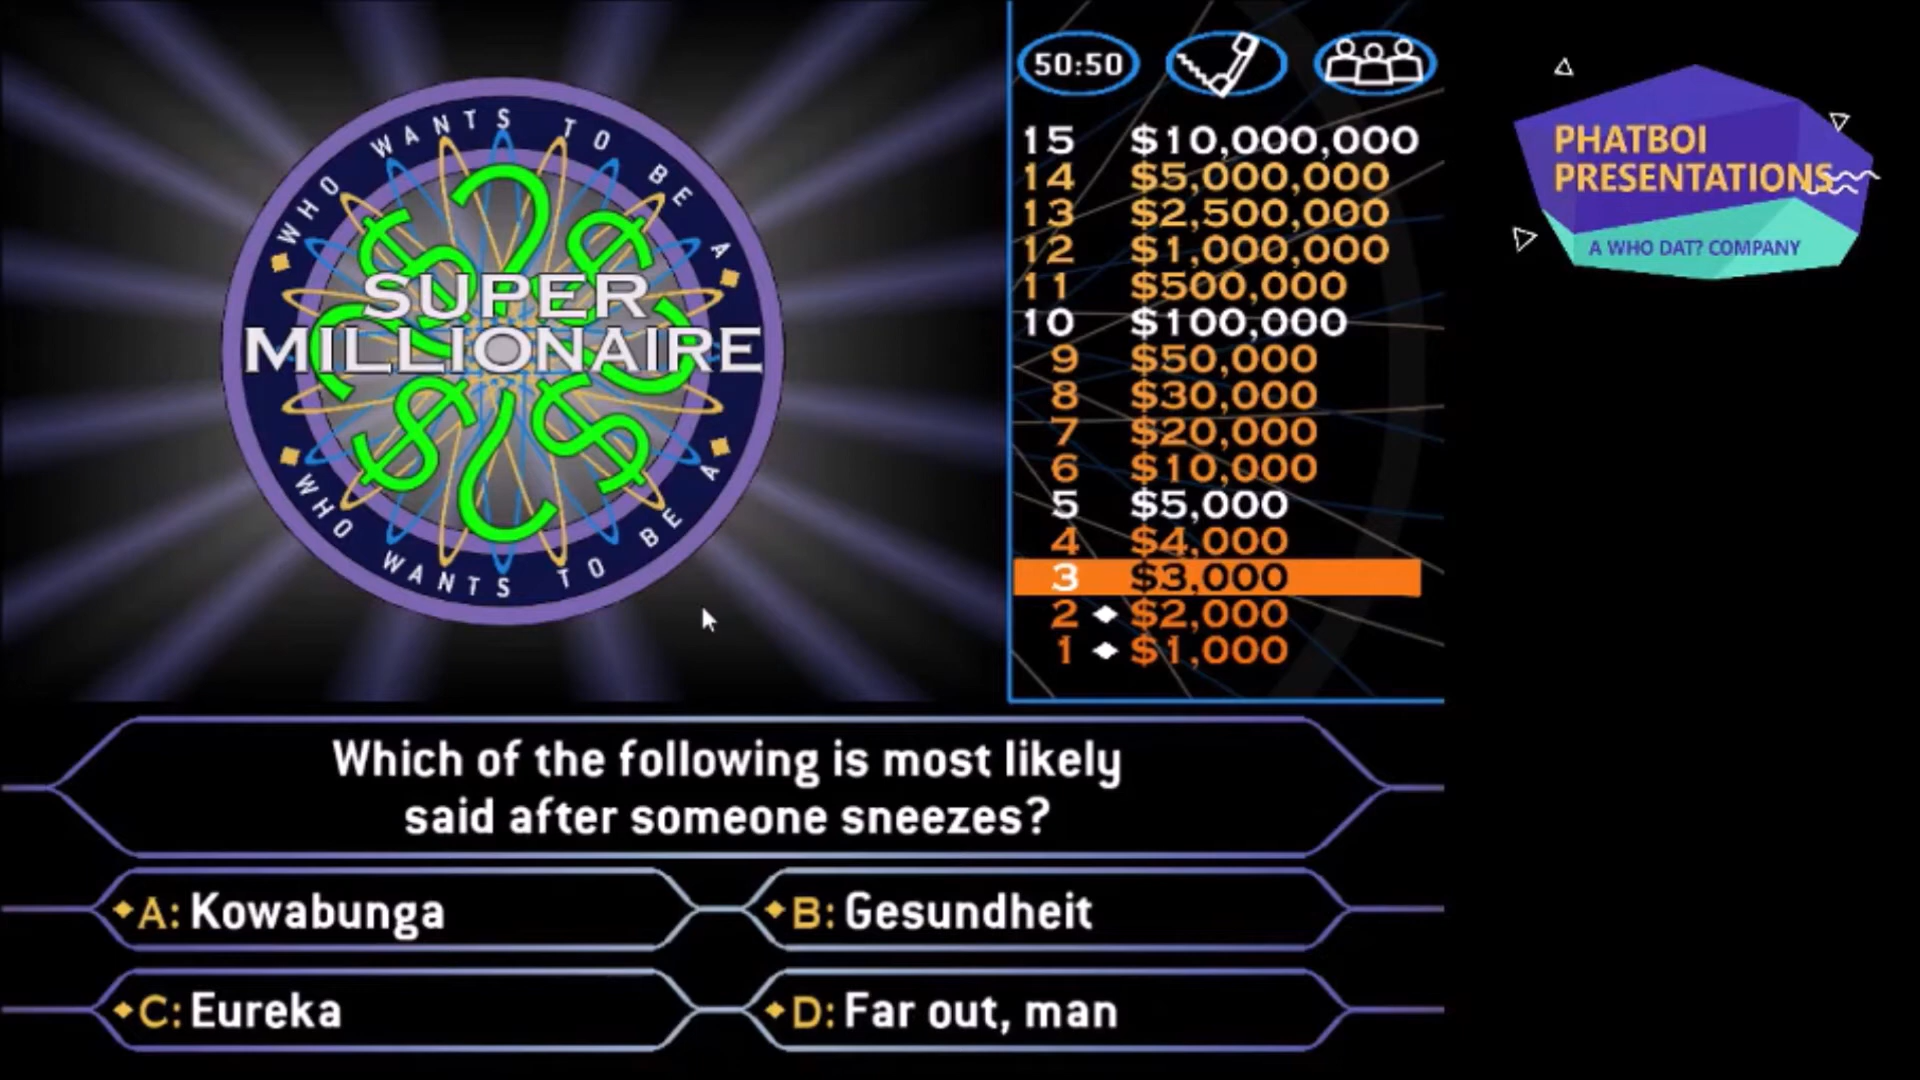 WHO WANTS TO BE A
SUPER
MILLIONAIRE
WHO WANTS TO BE A
50:50
15 $10,000,000
14 $5,000,000
13 $2,500,000
12 $1,000,000
11 $500,000
10 $100,000
9 $50,000
8 $30,000
7 $20,000
6 $10,000
5 $5,000
4 $4,000
3 $3,000
2 $2,000
1 $1,000
PHATBOI
PRESENTATIONS
A WHO DAT? COMPANY
Which of the following is most likely
said after someone sneezes?
A: Kowabunga
B: Gesundheit
C: Eureka
D: Far out, man